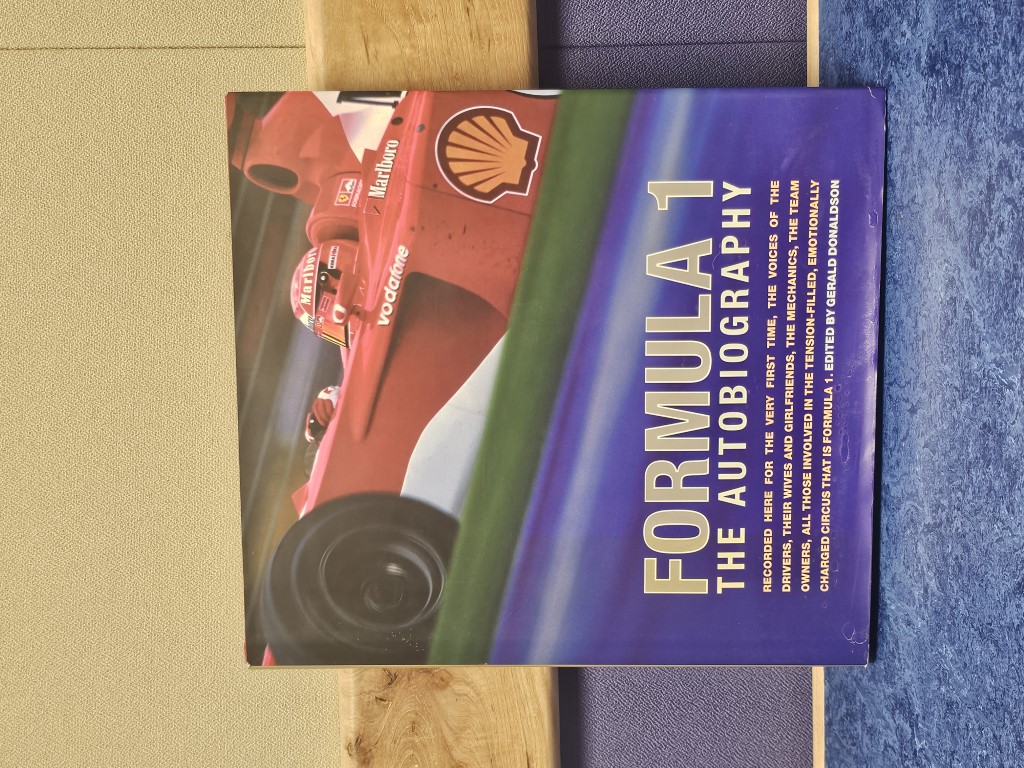 Marlboro
Marlboro
vodafone
FORMULA 1
THE AUTOBIOGRAPHY
RECORDED HERE FOR THE VERY FIRST TIME, THE VOICES OF THE
DRIVERS, THEIR WIVES AND GIRLFRIENDS, THE MECHANICS, THE TEAM
OWNERS, ALL THOSE INVOLVED IN THE TENSION-FILLED, EMOTIONALLY
CHARGED CIRCUS THAT IS FORMULA 1. EDITED BY GERALD DONALDSON